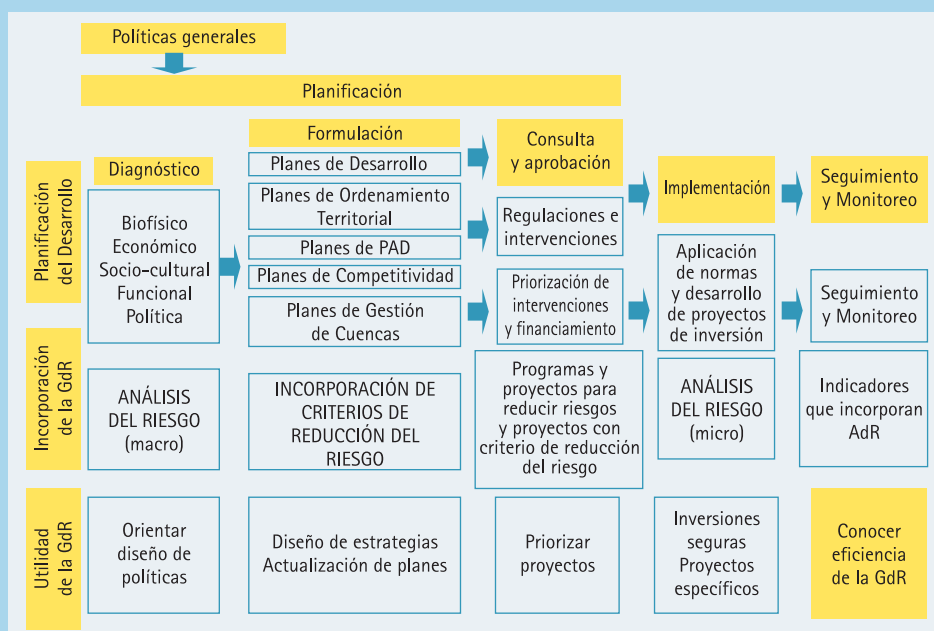 Políticas generales
Planificación
Planificación
del Desarrollo
Diagnóstico
Biofísico
Económico
Socio-cultural
Funcional
Política
Formulación
Planes de Desarrollo
Planes de Ordenamiento
Territorial
Planes de PAD
Planes de Competitividad
Planes de Gestión
de Cuencas
Consulta
y aprobación
Regulaciones e
intervenciones
Priorización de
intervenciones
y financiamiento
Implementación
Aplicación
de normas
y desarrollo
de proyectos
de inversión
Seguimiento
y Monitoreo
Seguimiento
y Monitoreo
Incorporación
de la GdR
ANÁLISIS
DEL RIESGO
(macro)
INCORPORACIÓN DE
CRITERIOS DE
REDUCCIÓN DEL
RIESGO
Programas y
proyectos para
reducir riesgos
y proyectos con
criterio de reducción
del riesgo
ANÁLISIS
DEL RIESGO
(micro)
Indicadores
que incorporan
AdR
Utilidad
de la GdR
Orientar
diseño de
políticas
Diseño de estrategias
Actualización de planes
Priorizar
proyectos
Inversiones
seguras
Proyectos
específicos
Conocer
eficiencia
de la GdR